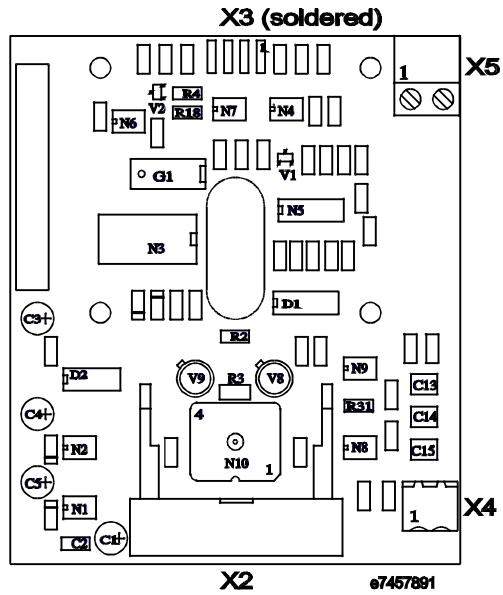 X3 (soldered)
1
X5
1
R4
V2
R18
N7
N4
N6
V1
G1
N5
N3
D1
C3
R2
D2
V9
R3
V8
N9
C13
R31
4
C4
C14
N2
N10
1
N8
C15
C5
N1
1
X4
C2
C1
X2
e7457891